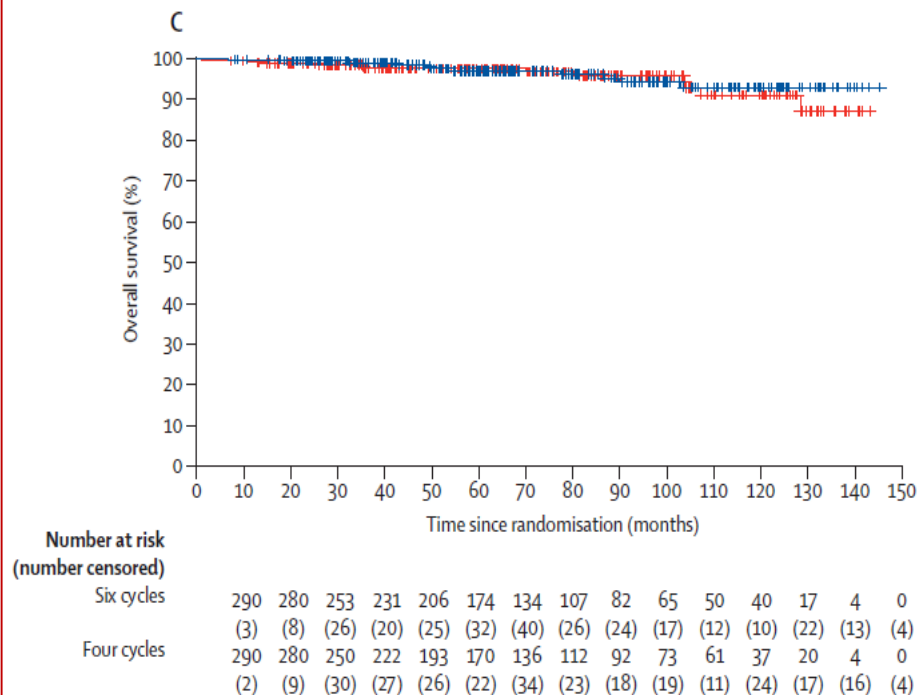 C
100
90
80
70
60
50
40
30
20
10
0
Overall survival (%)
0 10 20 30 40 50 60 70 80 90 100 110 120 130 140 150
Time since randomisation (months)
Number at risk
(number censored)
Six cycles 290 280 253 231 206 174 134 107 82 65 50 40 17 4 0
(3) (8) (26) (20) (25) (32) (40) (26) (24) (17) (12) (10) (22) (13) (4)
Four cycles 290 280 250 222 193 170 136 112 92 73 61 37 20 4 0
(2) (9) (30) (27) (26) (22) (34) (23) (18) (19) (11) (24) (17) (16) (4)